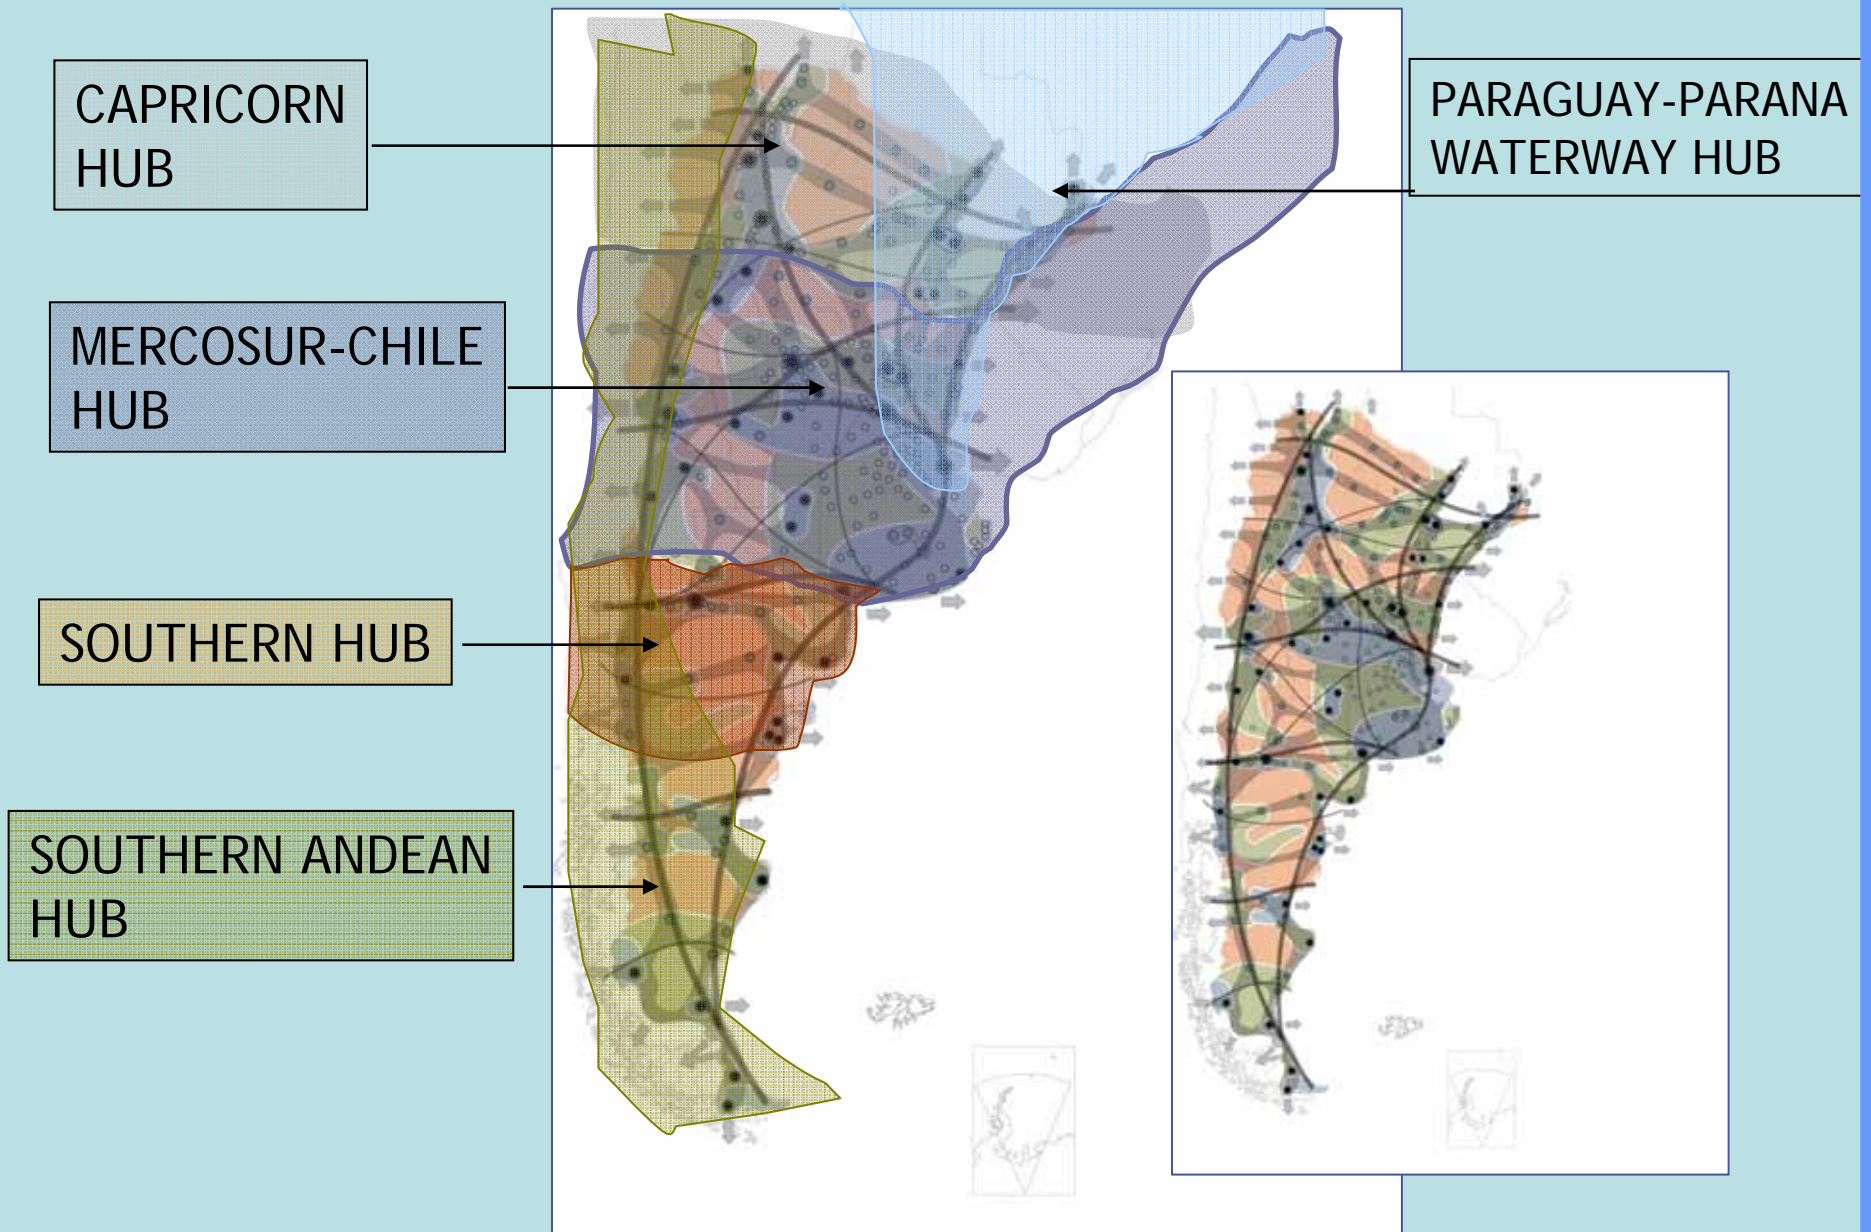 CAPRICORN
HUB
PARAGUAY-PARANA
WATERWAY HUB
MERCOSUR-CHILE
HUB
SOUTHERN HUB
SOUTHERN ANDEAN
HUB